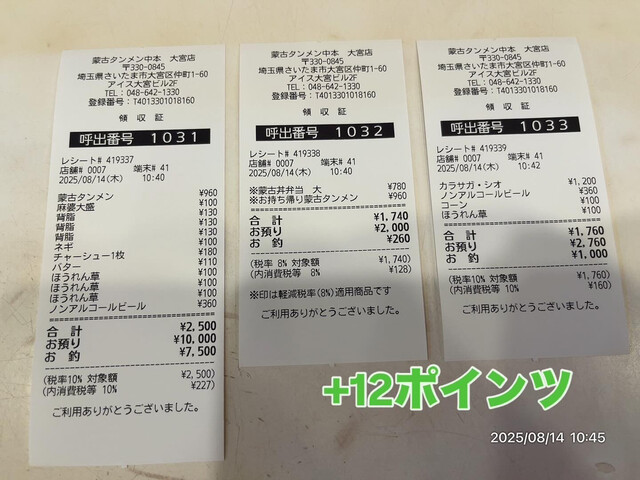 蒙古タンメン中本 大宮店
〒330-0845
埼玉県さいたま市大宮区仲町1-60
アイス大宮ビル2F
TEL：048-642-1330
登録番号：T4013301018160
領 収 証
呼出番号 1031
レシート# 419337
店舗# 0007 端末# 41
2025/08/14(木) 10:40
蒙古タンメン ¥960
麻婆大盛 ¥100
背脂 ¥130
背脂 ¥130
背脂 ¥130
ネギ ¥100
チャーシュー1枚 ¥180
バター ¥110
ほうれん草 ¥100
ほうれん草 ¥100
ほうれん草 ¥100
ノンアルコールビール ¥360
合 計 ¥2,500
お預り ¥10,000
お 釣 ¥7,500
(税率10% 対象額 ¥2,500)
(内消費税等 10% ¥227)
ご利用ありがとうございました。
蒙古タンメン中本 大宮店
〒330-0845
埼玉県さいたま市大宮区仲町1-60
アイス大宮ビル2F
TEL：048-642-1330
登録番号：T4013301018160
領 収 証
呼出番号 1032
レシート# 419338
店舗# 0007 端末# 41
2025/08/14(木) 10:40
※蒙古丼弁当 大 ¥780
※お持ち帰り蒙古タンメン ¥960
合 計 ¥1,740
お預り ¥2,000
お 釣 ¥260
(税率 8% 対象額 ¥1,740)
(内消費税等 8% ¥128)
※印は軽減税率(8%)適用商品です
ご利用ありがとうございました。
蒙古タンメン中本 大宮店
〒330-0845
埼玉県さいたま市大宮区仲町1-60
アイス大宮ビル2F
TEL：048-642-1330
登録番号：T4013301018160
領 収 証
呼出番号 1033
レシート# 419339
店舗# 0007 端末# 41
2025/08/14(木) 10:42
カラサガ・シオ ¥1,200
ノンアルコールビール ¥360
コーン ¥100
ほうれん草 ¥100
合 計 ¥1,760
お預り ¥2,760
お 釣 ¥1,000
(税率10% 対象額 ¥1,760)
(内消費税等 10% ¥160)
ご利用ありがとうございました。
+12ポインツ
2025/08/14 10:45